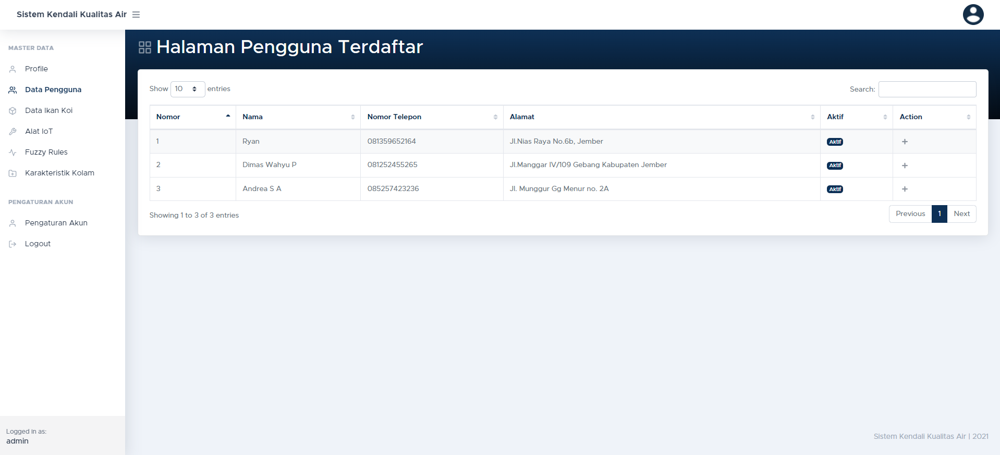 Sistem Kendali Kualitas Air
MASTER DATA
Profile
Data Pengguna
Data Ikan Koi
Alat IoT
Fuzzy Rules
Karakteristik Kolam
PENGATURAN AKUN
Pengaturan Akun
Logout
Logged in as:
admin
Halaman Pengguna Terdaftar
Show 10 entries
Search:
Nomor Nama Nomor Telepon Alamat Aktif Action
1 Ryan 081359652164 Jl.Nias Raya No.6b, Jember Aktif +
2 Dimas Wahyu P 081252455265 Jl.Manggar IV/109 Gebang Kabupaten Jember Aktif +
3 Andrea S A 085257423236 Jl. Munggur Gg Menur no. 2A Aktif +
Showing 1 to 3 of 3 entries
Previous 1 Next
Sistem Kendali Kualitas Air | 2021